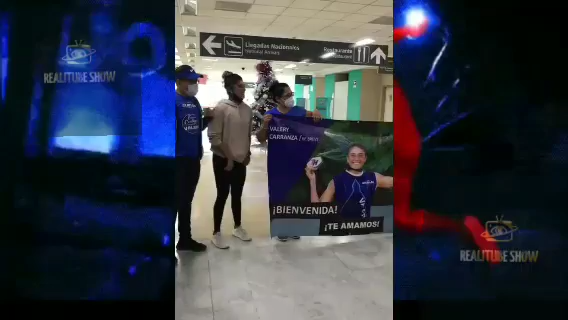 REALITUBE SHOW
Llegadas Nacionales
National Arrivals
Restaurantes
VALERY
CARRANZA
¡BIENVENIDA!
¡TE AMAMOS!
REALITUBE SHOW